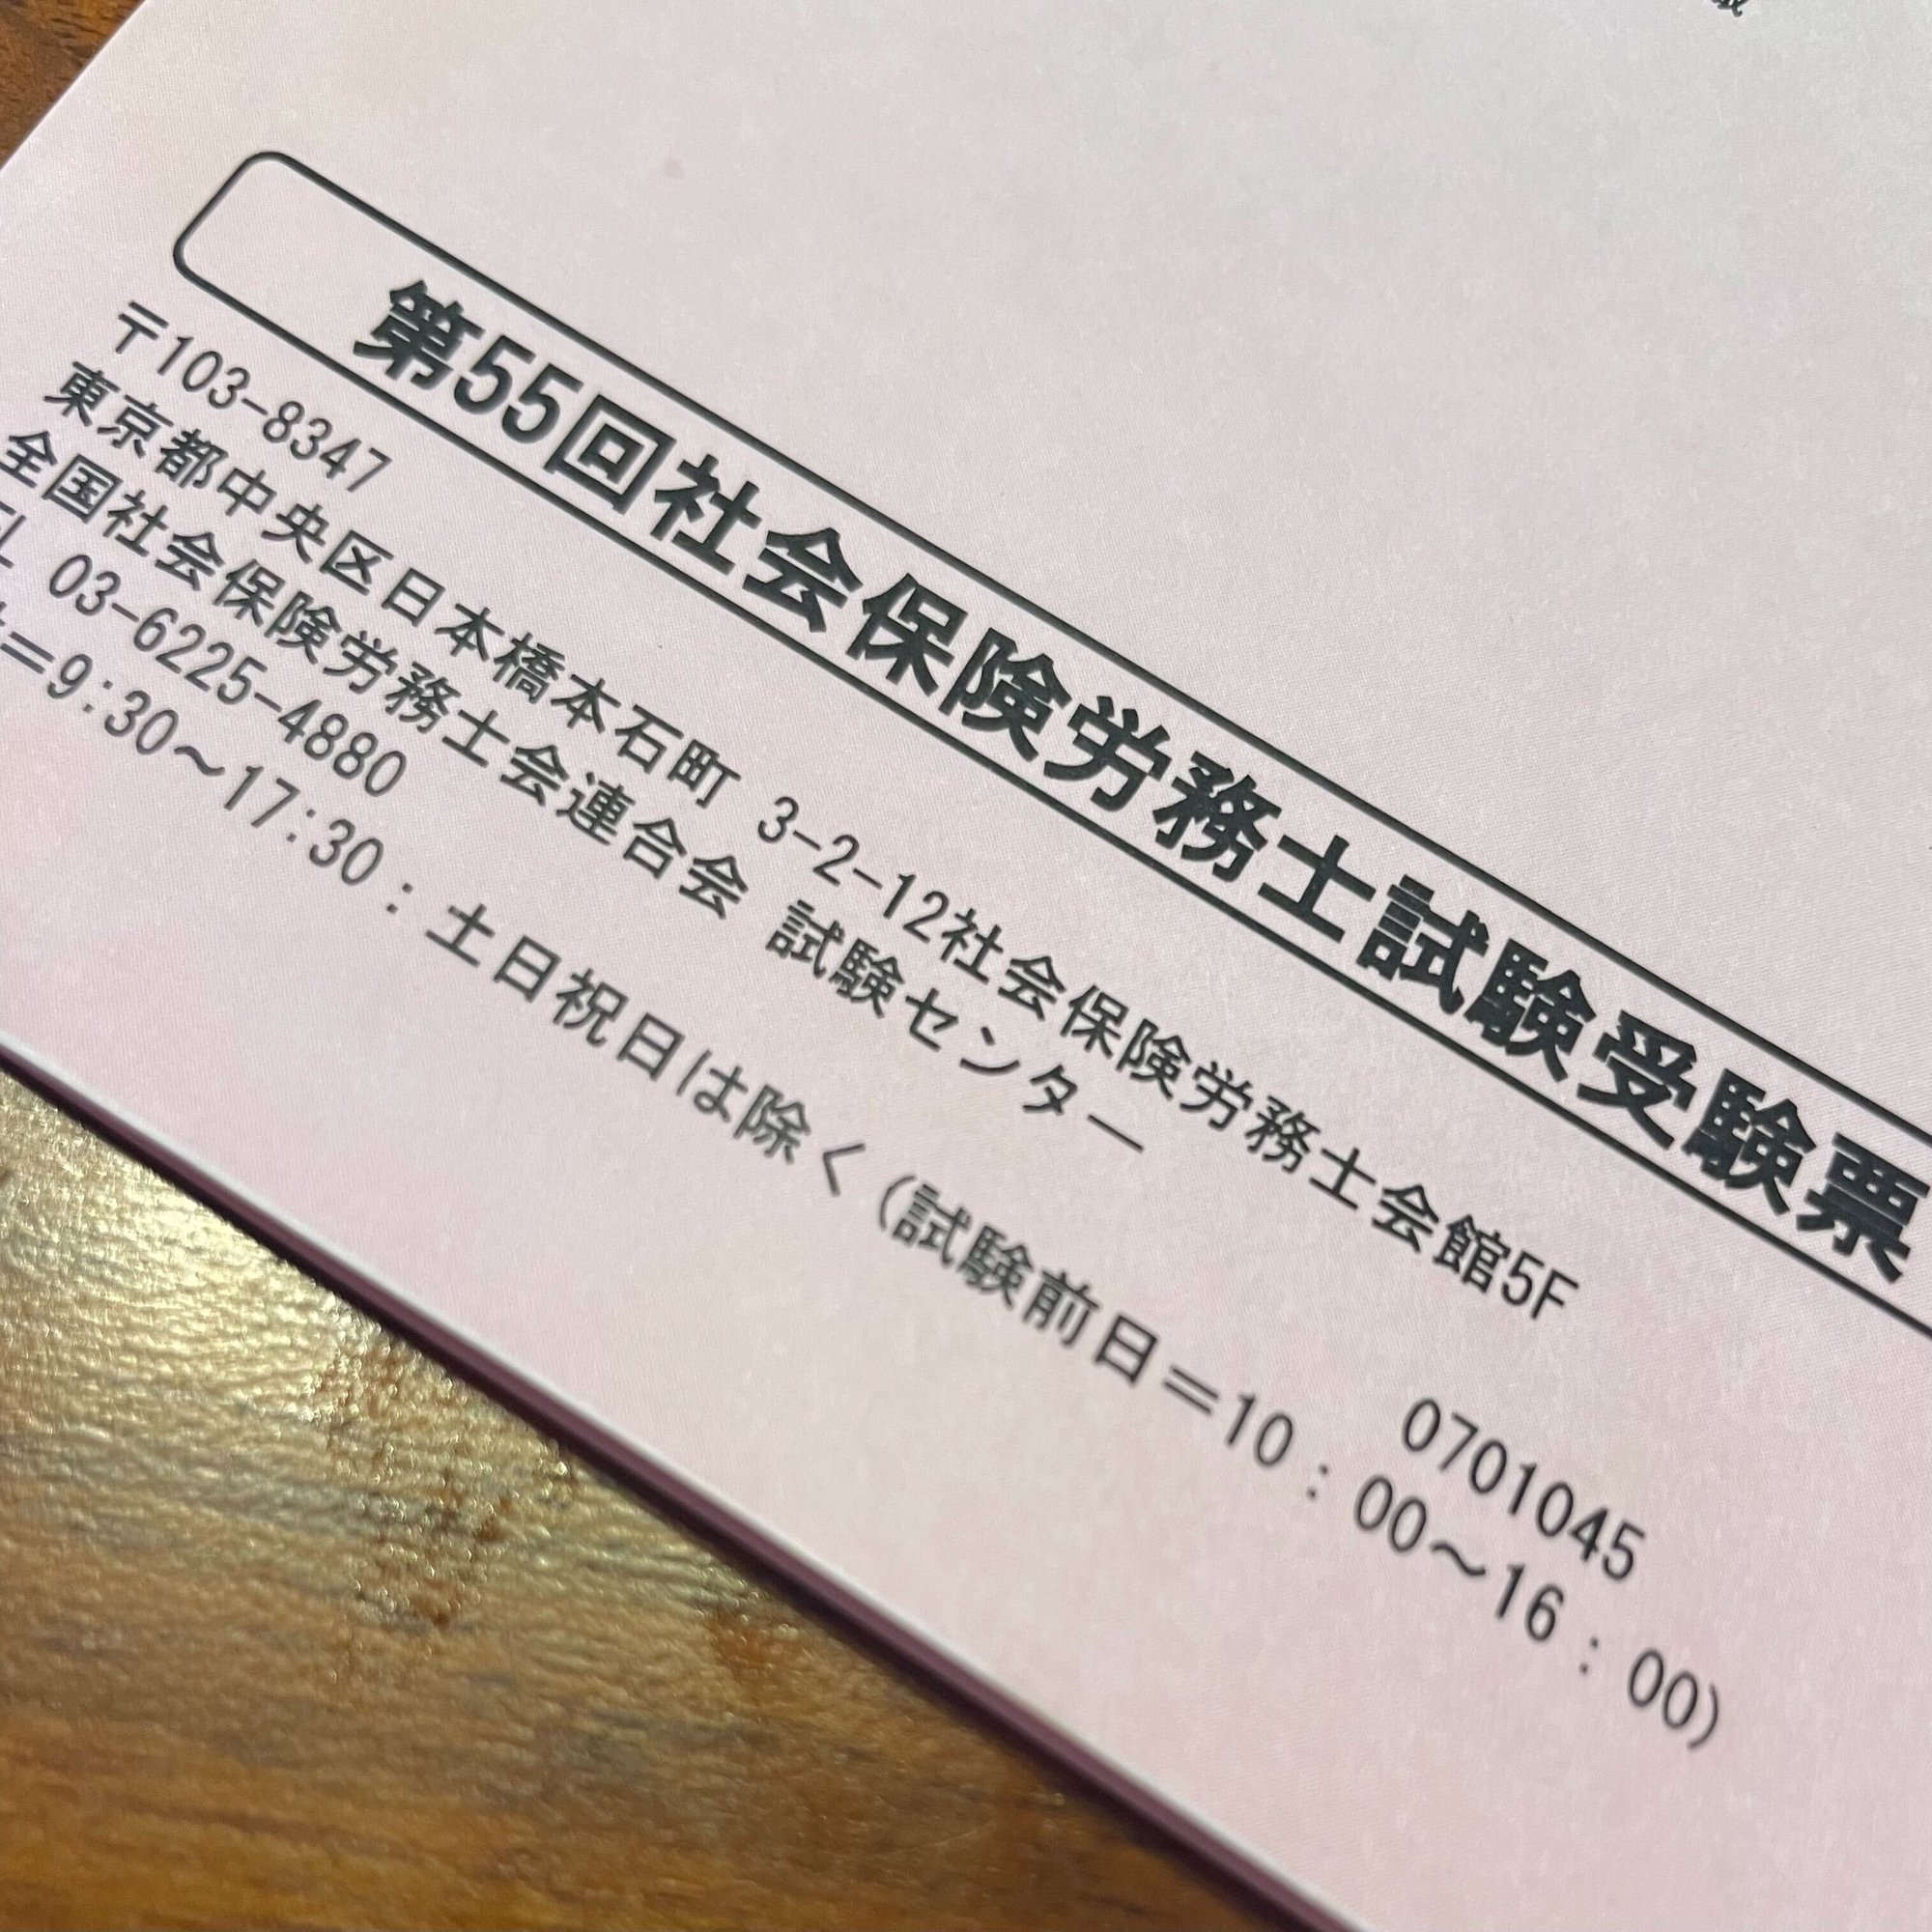 第55回社会保険労務士試験受験票
〒103-8347
東京都中央区日本橋本石町 3-2-12社会保険労務士会館5F
全国社会保険労務士会連合会 試験センター
TEL 03-6225-4880
0701045
=9:30～17:30：土日祝日は除く（試験前日=10：00～16：00）